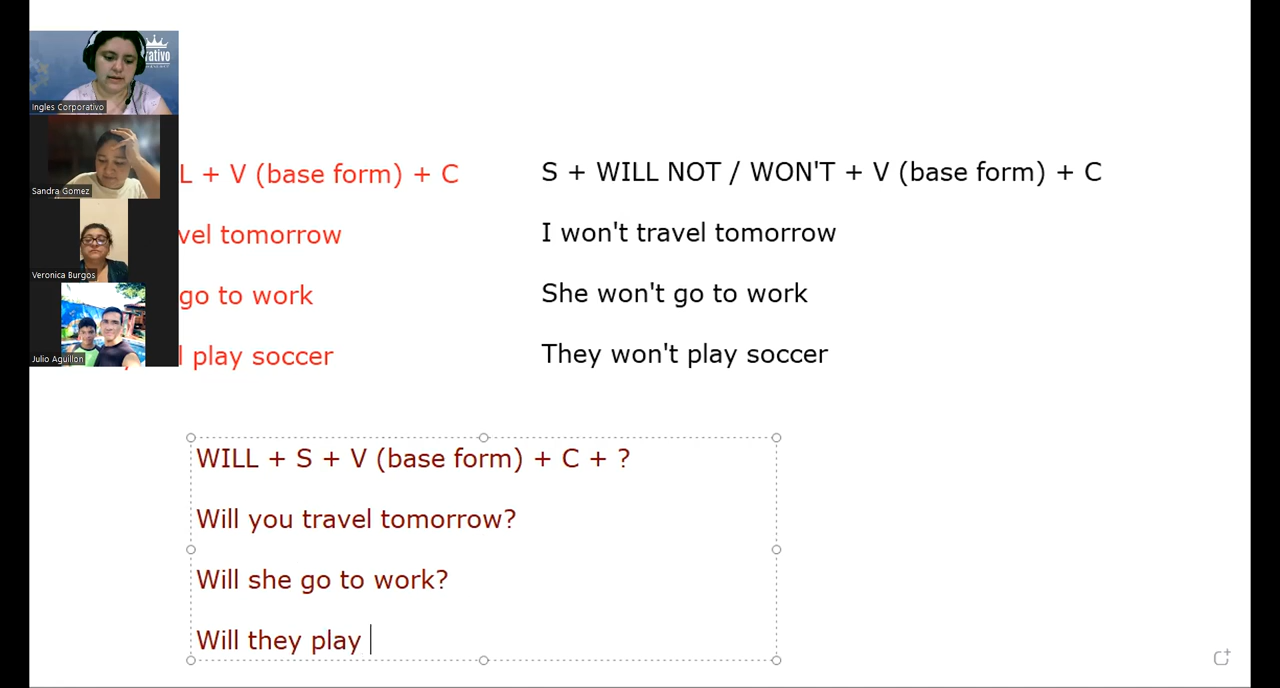 rativo
Ingles Corporativo
Sandra Gomez
Veronica Burgos
Julio Aguillon
L + V (base form) + C
vel tomorrow
go to work
l play soccer
S + WILL NOT / WON'T + V (base form) + C
I won't travel tomorrow
She won't go to work
They won't play soccer
WILL + S + V (base form) + C + ?
Will you travel tomorrow?
Will she go to work?
Will they play